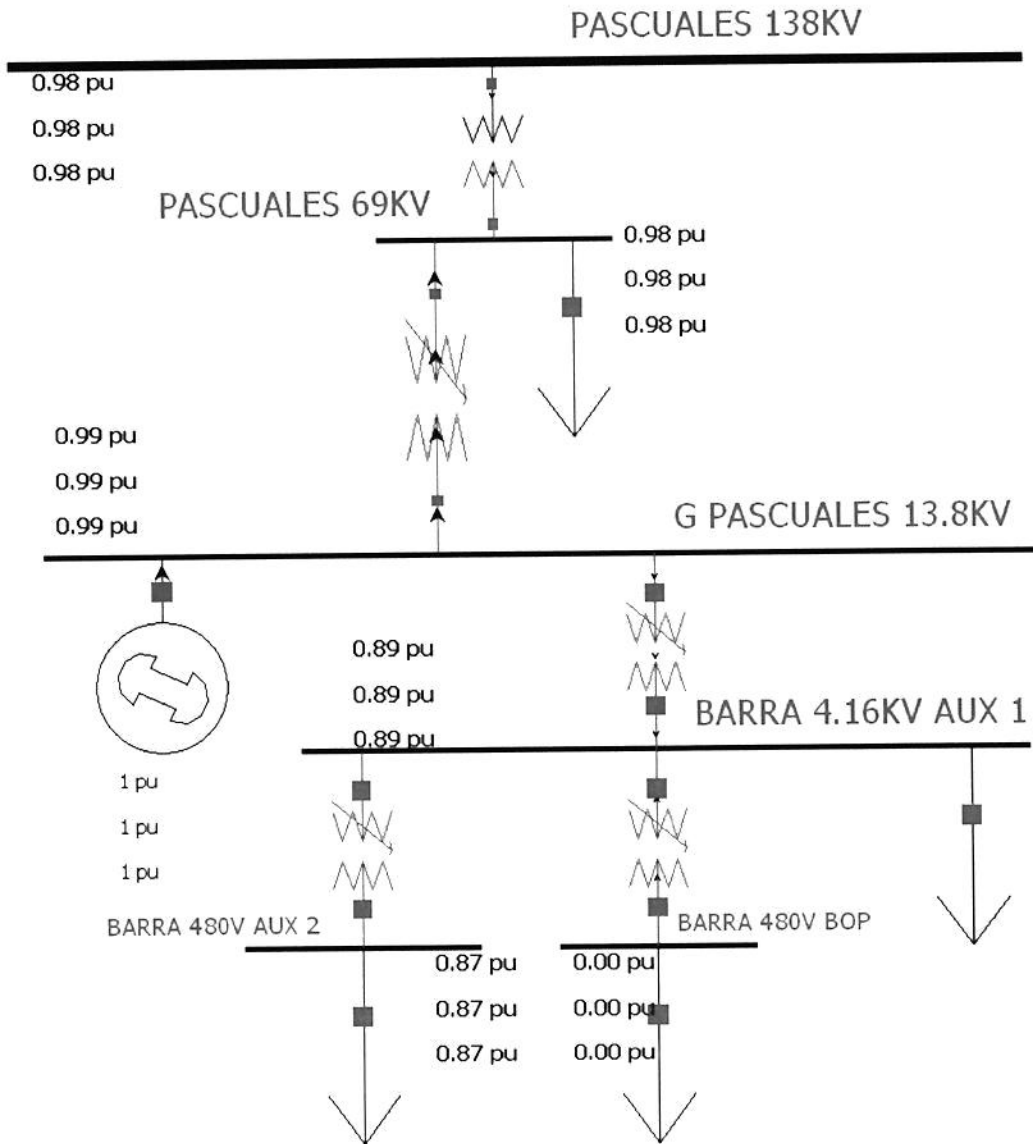 PASCUALES 138KV
0.98 pu
0.98 pu
0.98 pu
PASCUALES 69KV
0.98 pu
0.98 pu
0.98 pu
0.99 pu
0.99 pu
0.99 pu
G PASCUALES 13.8KV
0.89 pu
0.89 pu
0.89 pu
BARRA 4.16KV AUX 1
1 pu
1 pu
1 pu
BARRA 480V AUX 2
BARRA 480V BOP
0.87 pu
0.87 pu
0.87 pu
0.00 pu
0.00 pu
0.00 pu